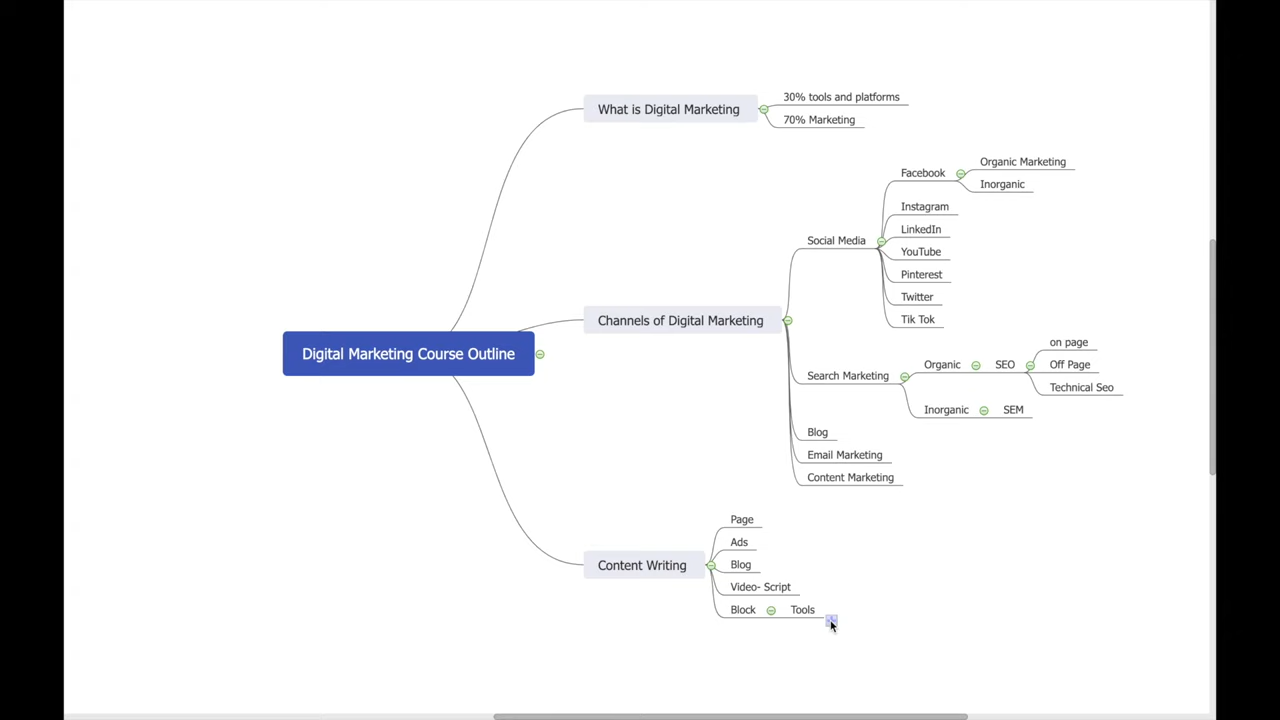 What is Digital Marketing
30% tools and platforms
70% Marketing
Organic Marketing
Facebook
Inorganic
Instagram
LinkedIn
Social Media
YouTube
Pinterest
Twitter
Channels of Digital Marketing
Tik Tok
on page
Digital Marketing Course Outline
Search Marketing
Organic
SEO
Off Page
Technical Seo
Inorganic
SEM
Blog
Email Marketing
Content Marketing
Page
Ads
Content Writing
Blog
Video- Script
Block
Tools